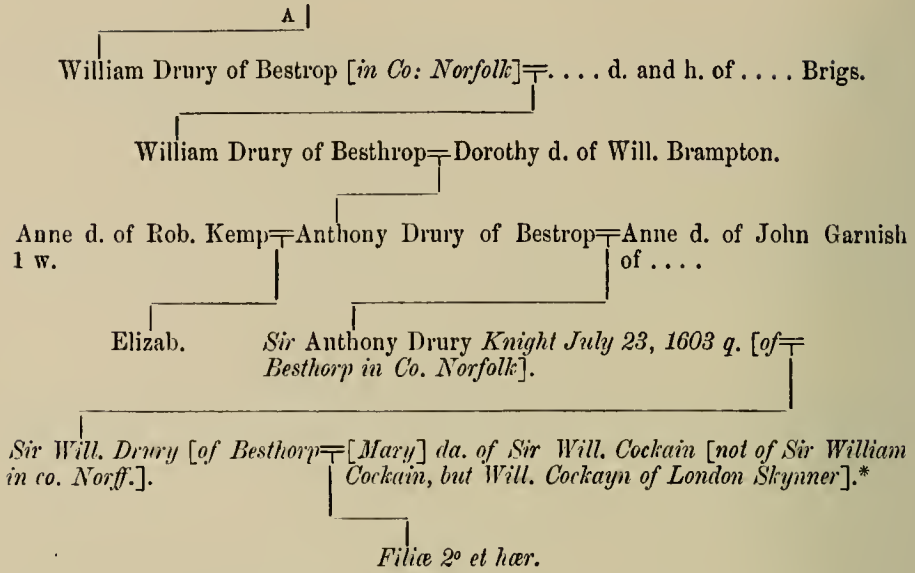 A
William Drury of Bestrop [in Co: Norfolk]=. . . . d. and h. of . . . . Brigs.
William Drury of Besthrop=Dorothy d. of Will. Brampton.
Anne d. of Rob. Kemp=Anthony Drury of Bestrop=Anne d. of John Garnish
1 w.
of . . . .
Elizab.
Sir Anthony Drury Knight July 23, 1603 q. [of=
Besthorp in Co. Norfolk].
Sir Will. Drury [of Besthorp=[Mary] da. of Sir Will. Cockain [not of Sir William
in co. Norff.].
Cockain, but Will. Cockayn of London Skynner].*
Filiæ 2º et hær.